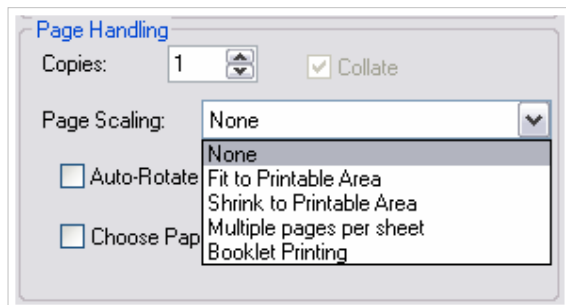 Page Handling
Copies: 1 Collate
Page Scaling: None
None
Auto-Rotate Fit to Printable Area
Shrink to Printable Area
Multiple pages per sheet
Choose Pap Booklet Printing